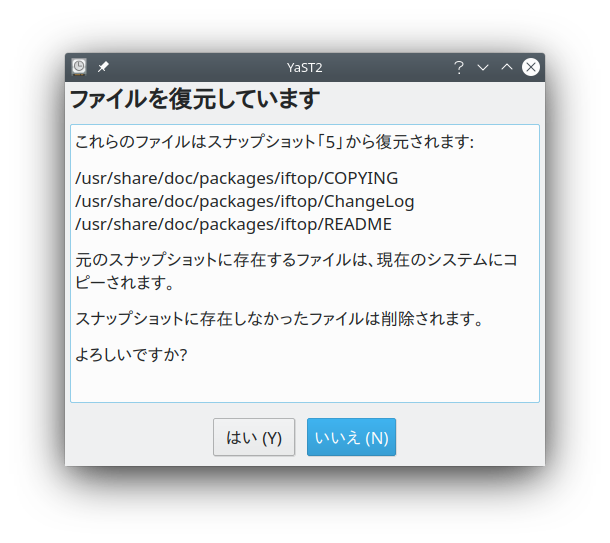 YaST2
ファイルを復元しています
これらのファイルはスナップショット「5」から復元されます:
/usr/share/doc/packages/iftop/COPYING
/usr/share/doc/packages/iftop/ChangeLog
/usr/share/doc/packages/iftop/README
元のスナップショットに存在するファイルは、現在のシステムにコ
ピーされます。
スナップショットに存在しなかったファイルは削除されます。
よろしいですか?
はい (Y) いいえ (N)